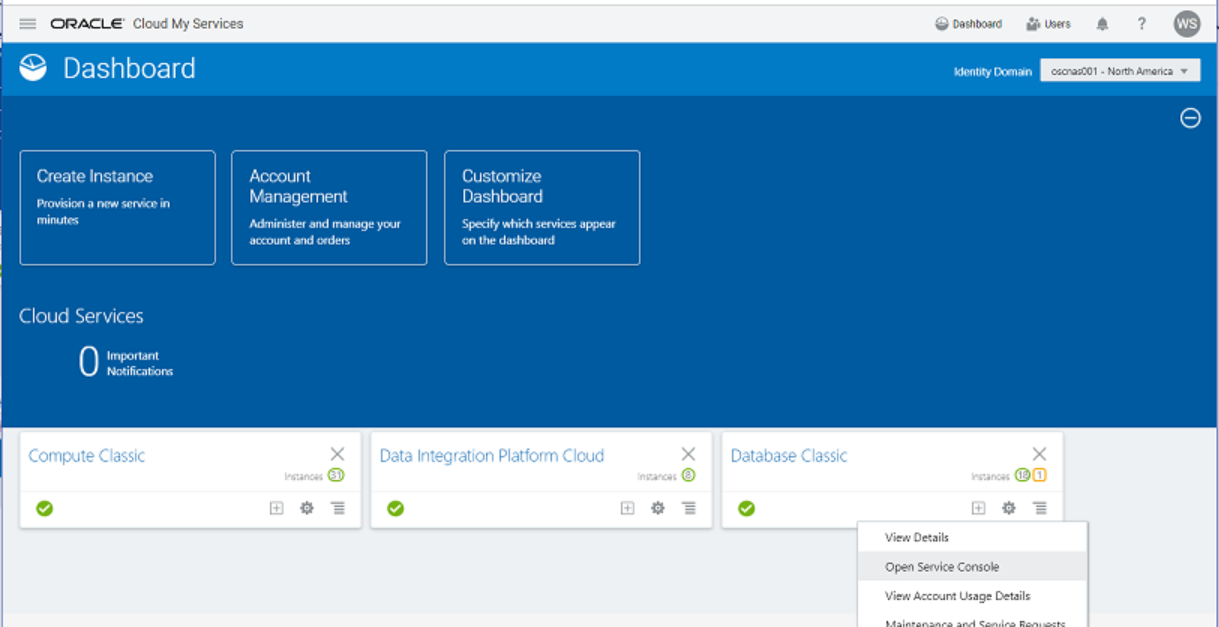 ORACLE Cloud My Services
Dashboard
Users
?
WS
Dashboard
Identity Domain
oscnas001 - North America
Create Instance
Provision a new service in
minutes
Account
Management
Administer and manage your
account and orders
Customize
Dashboard
Specify which services appear
on the dashboard
Cloud Services
0
Important
Notifications
Compute Classic
Instances 31
Data Integration Platform Cloud
Instances 8
Database Classic
Instances 18 1
View Details
Open Service Console
View Account Usage Details
Maintenance and Service Requests